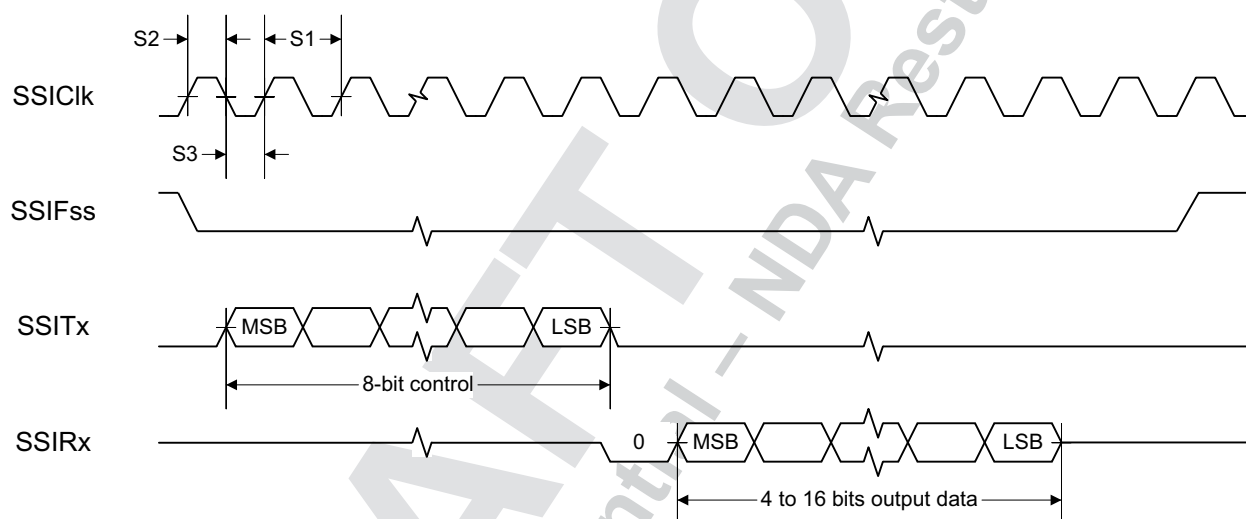 S2 S1
SSIClk
S3
SSIFss
SSITx MSB LSB
8-bit control
SSIRx 0 MSB LSB
4 to 16 bits output data
NDA